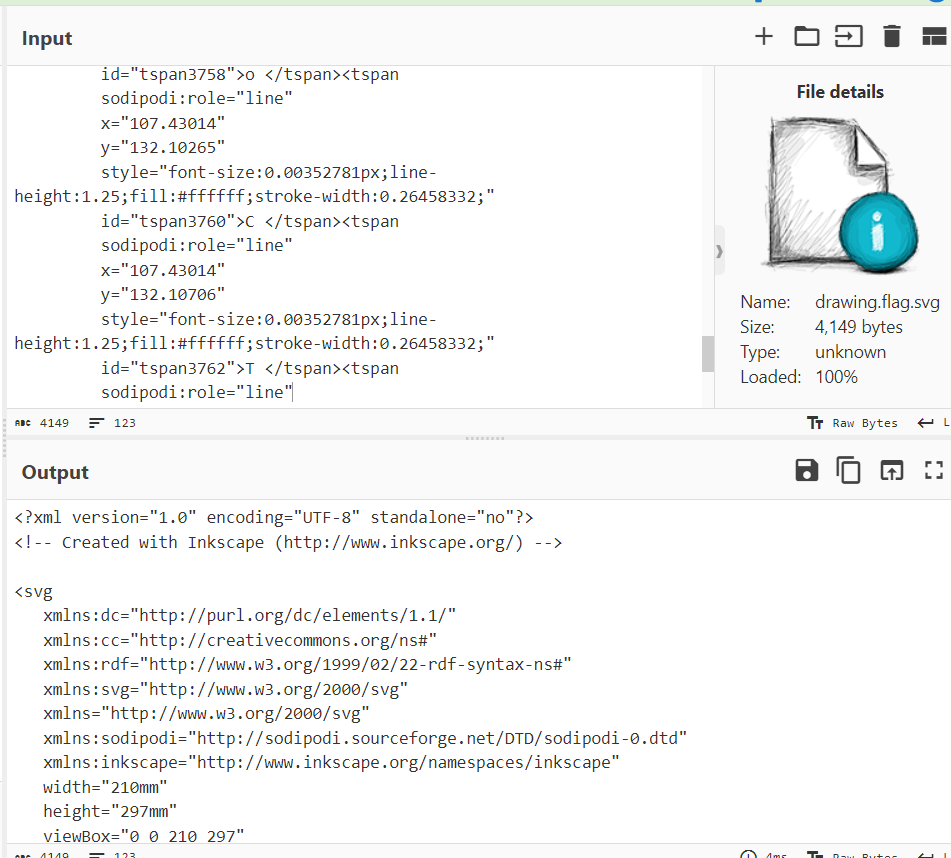 Input
id="tspan3758">o </tspan><tspan
sodipodi:role="line"
x="107.43014"
y="132.10265"
style="font-size:0.00352781px;line-
height:1.25;fill:#ffffff;stroke-width:0.26458332;"
id="tspan3760">C </tspan><tspan
sodipodi:role="line"
x="107.43014"
y="132.10706"
style="font-size:0.00352781px;line-
height:1.25;fill:#ffffff;stroke-width:0.26458332;"
id="tspan3762">T </tspan><tspan
sodipodi:role="line"
File details
i
Name: drawing.flag.svg
Size: 4,149 bytes
Type: unknown
Loaded: 100%
ABC 4149 123 Tт Raw Bytes L
Output
<?xml version="1.0" encoding="UTF-8" standalone="no"?>
<!-- Created with Inkscape (http://www.inkscape.org/) -->
<svg
xmlns:dc="http://purl.org/dc/elements/1.1/"
xmlns:cc="http://creativecommons.org/ns#"
xmlns:rdf="http://www.w3.org/1999/02/22-rdf-syntax-ns#"
xmlns:svg="http://www.w3.org/2000/svg"
xmlns="http://www.w3.org/2000/svg"
xmlns:sodipodi="http://sodipodi.sourceforge.net/DTD/sodipodi-0.dtd"
xmlns:inkscape="http://www.inkscape.org/namespaces/inkscape"
width="210mm"
height="297mm"
viewBox="0 0 210 297"
ABC 4149 123 4ms Tт Raw Bytes L